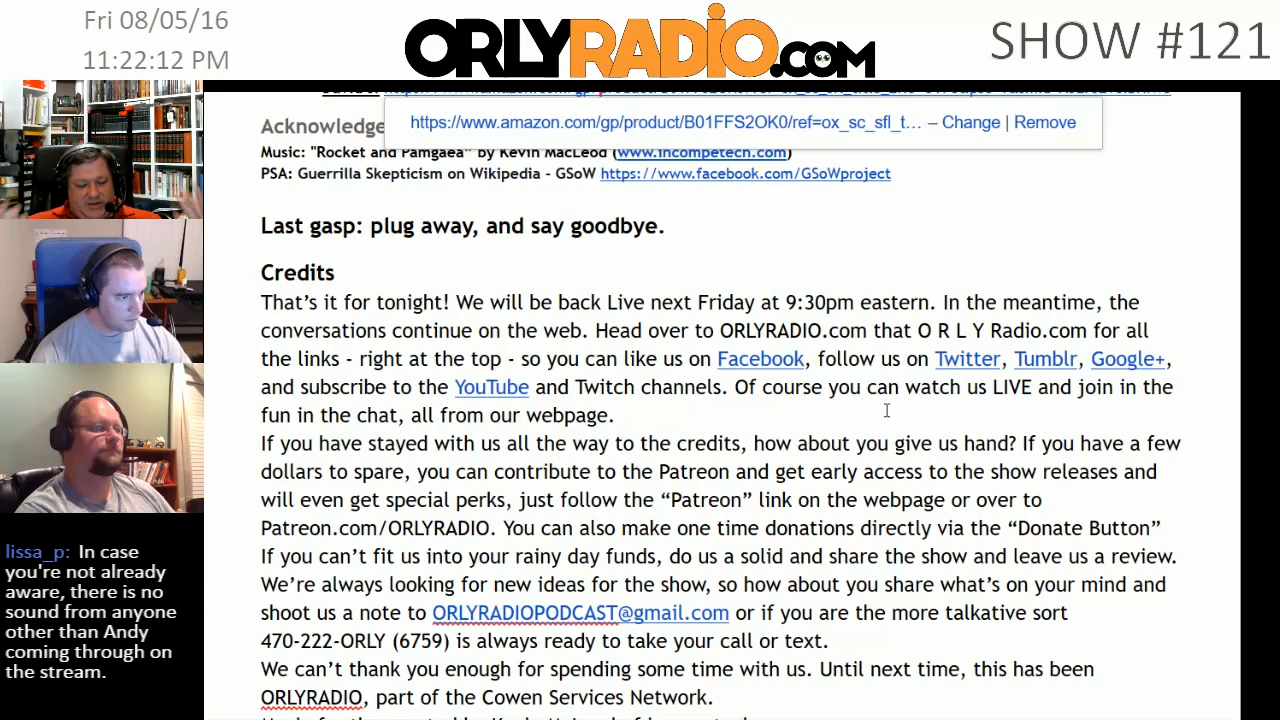 Fri 08/05/16
11:22:12 PM
ORLYRADIO.COM
SHOW #121
https://www.amazon.com/gp/product/B01FFS2OK0/ref=ox_sc_sfl_t… – Change | Remove
Acknowledge
Music: "Rocket and Pamgaea" by Kevin MacLeod (www.incompetech.com)
PSA: Guerrilla Skepticism on Wikipedia - GSoW https://www.facebook.com/GSoWproject
Last gasp: plug away, and say goodbye.
Credits
That's it for tonight! We will be back Live next Friday at 9:30pm eastern. In the meantime, the
conversations continue on the web. Head over to ORLYRADIO.com that O R L Y Radio.com for all
the links - right at the top - so you can like us on Facebook, follow us on Twitter, Tumblr, Google+,
and subscribe to the YouTube and Twitch channels. Of course you can watch us LIVE and join in the
fun in the chat, all from our webpage.
If you have stayed with us all the way to the credits, how about you give us hand? If you have a few
dollars to spare, you can contribute to the Patreon and get early access to the show releases and
will even get special perks, just follow the “Patreon” link on the webpage or over to
Patreon.com/ORLYRADIO. You can also make one time donations directly via the “Donate Button”
If you can't fit us into your rainy day funds, do us a solid and share the show and leave us a review.
We're always looking for new ideas for the show, so how about you share what's on your mind and
shoot us a note to ORLYRADIOPODCAST@gmail.com or if you are the more talkative sort
470-222-ORLY (6759) is always ready to take your call or text.
We can't thank you enough for spending some time with us. Until next time, this has been
ORLYRADIO, part of the Cowen Services Network.
lissa_p: In case
you're not already
aware, there is no
sound from anyone
other than Andy
coming through on
the stream.